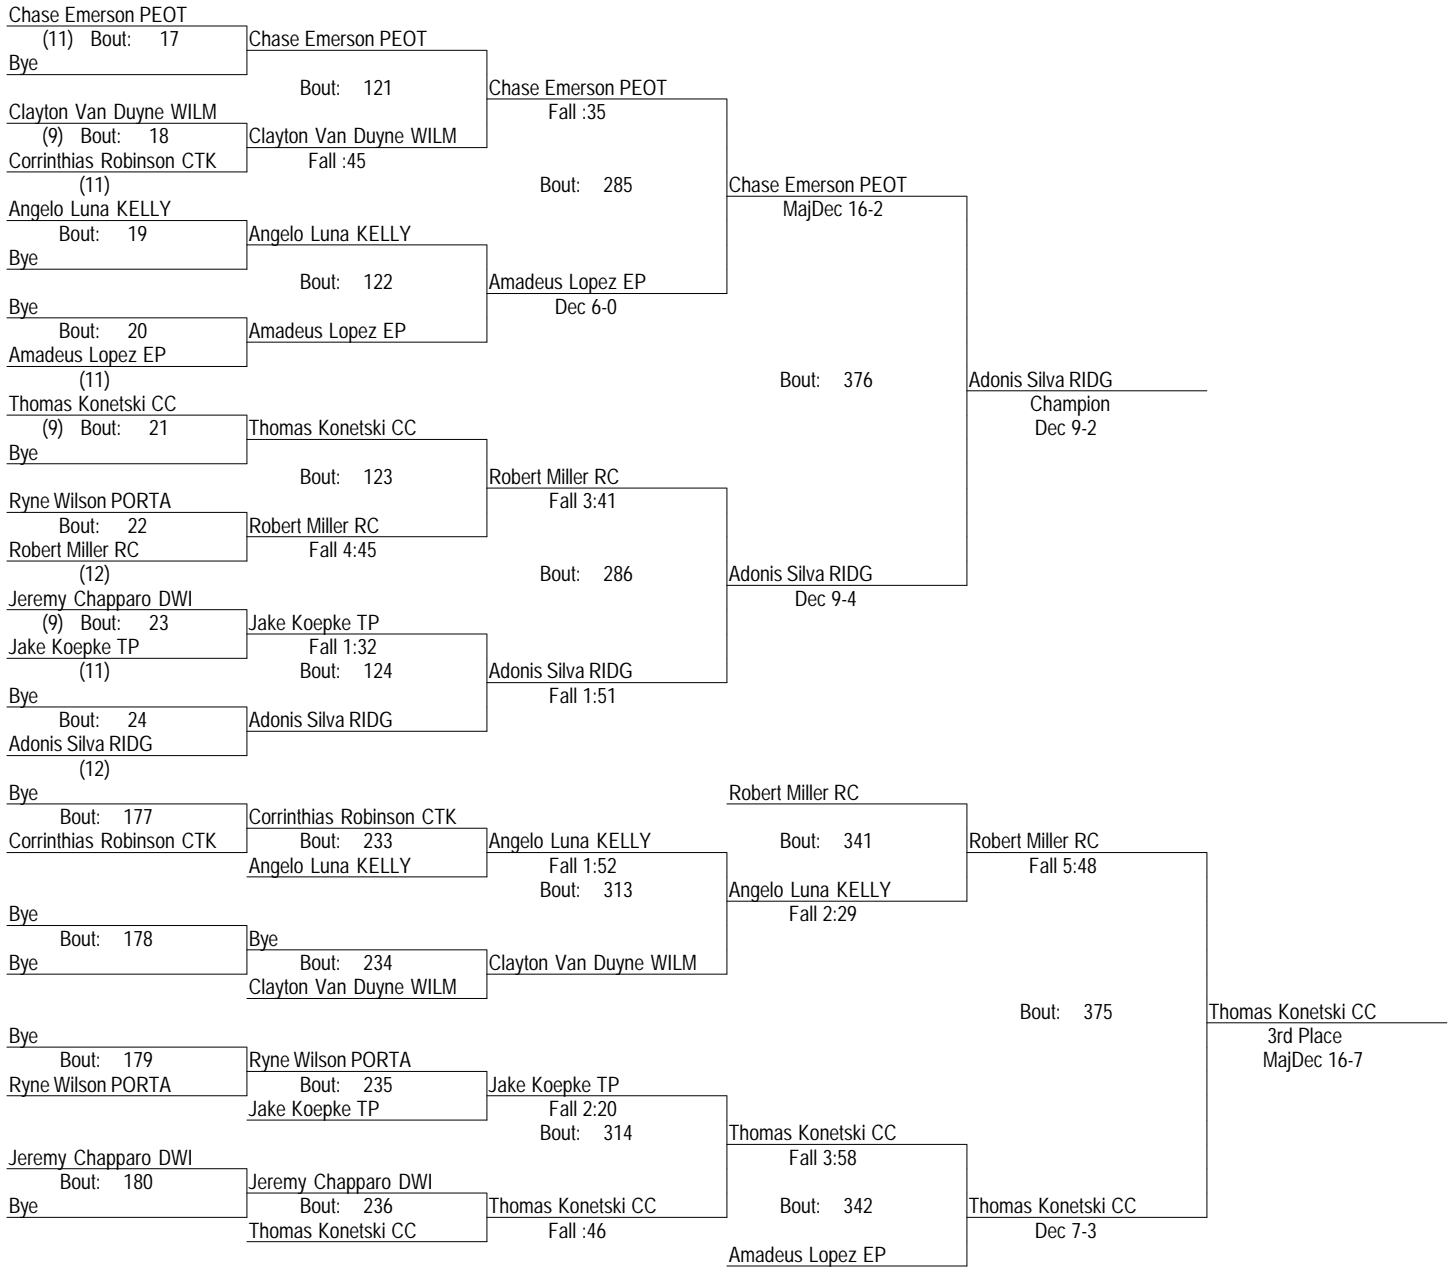 Chase Emerson PEOT
(11) Bout: 17 Chase Emerson PEOT
Bye
Bout: 121 Chase Emerson PEOT
Clayton Van Duyne WILM Fall :35
(9) Bout: 18 Clayton Van Duyne WILM
Corrinthias Robinson CTK Fall :45
(11) Bout: 285 Chase Emerson PEOT
Angelo Luna KELLY MajDec 16-2
Bout: 19 Angelo Luna KELLY
Bye
Bout: 122 Amadeus Lopez EP
Bye Dec 6-0
Bout: 20 Amadeus Lopez EP
Amadeus Lopez EP
(11) Bout: 376 Adonis Silva RIDG
Thomas Konetski CC Champion
(9) Bout: 21 Thomas Konetski CC Dec 9-2
Bye
Bout: 123 Robert Miller RC
Ryne Wilson PORTA Fall 3:41
Bout: 22 Robert Miller RC
Robert Miller RC Fall 4:45
(12) Bout: 286 Adonis Silva RIDG
Jeremy Chapparo DWI Dec 9-4
(9) Bout: 23 Jake Koepke TP
Jake Koepke TP Fall 1:32
(11) Bout: 124 Adonis Silva RIDG
Bye Fall 1:51
Bout: 24 Adonis Silva RIDG
Adonis Silva RIDG
(12)
Bye Robert Miller RC
Bout: 177 Corrinthias Robinson CTK
Corrinthias Robinson CTK Bout: 233 Angelo Luna KELLY Bout: 341 Robert Miller RC
Angelo Luna KELLY Fall 1:52 Fall 5:48
Bout: 313 Angelo Luna KELLY
Bye Fall 2:29
Bout: 178 Bye
Bye Bout: 234 Clayton Van Duyne WILM
Clayton Van Duyne WILM
Bout: 375 Thomas Konetski CC
Bye 3rd Place
Bout: 179 Ryne Wilson PORTA MajDec 16-7
Ryne Wilson PORTA Bout: 235 Jake Koepke TP
Jake Koepke TP Fall 2:20
Bout: 314 Thomas Konetski CC
Jeremy Chapparo DWI Fall 3:58
Bout: 180 Jeremy Chapparo DWI
Bye Bout: 236 Thomas Konetski CC Bout: 342 Thomas Konetski CC
Thomas Konetski CC Fall :46 Dec 7-3
Amadeus Lopez EP